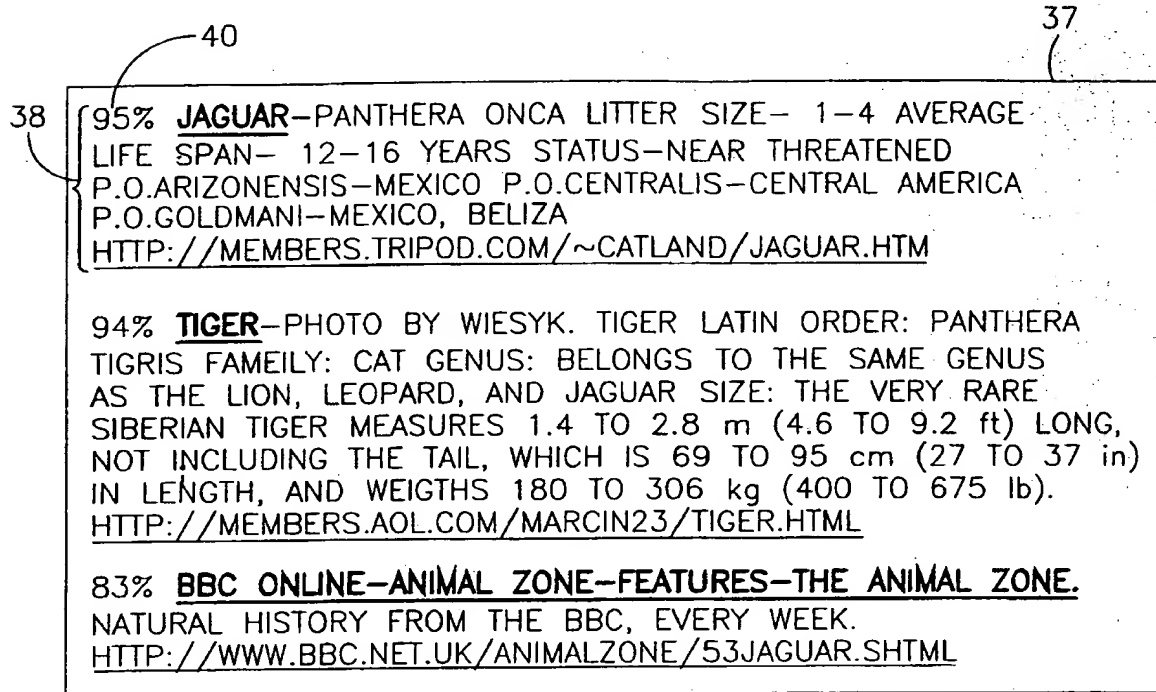 40
37
38
95% JAGUAR–PANTHERA ONCA LITTER SIZE– 1–4 AVERAGE
LIFE SPAN– 12–16 YEARS STATUS–NEAR THREATENED
P.O.ARIZONENSIS–MEXICO P.O.CENTRALIS–CENTRAL AMERICA
P.O.GOLDMANI–MEXICO, BELIZA
HTTP://MEMBERS.TRIPOD.COM/~CATLAND/JAGUAR.HTM
94% TIGER–PHOTO BY WIESYK. TIGER LATIN ORDER: PANTHERA
TIGRIS FAMEILY: CAT GENUS: BELONGS TO THE SAME GENUS
AS THE LION, LEOPARD, AND JAGUAR SIZE: THE VERY RARE
SIBERIAN TIGER MEASURES 1.4 TO 2.8 m (4.6 TO 9.2 ft) LONG,
NOT INCLUDING THE TAIL, WHICH IS 69 TO 95 cm (27 TO 37 in)
IN LENGTH, AND WEIGTHS 180 TO 306 kg (400 TO 675 lb).
HTTP://MEMBERS.AOL.COM/MARCIN23/TIGER.HTML
83% BBC ONLINE–ANIMAL ZONE–FEATURES–THE ANIMAL ZONE.
NATURAL HISTORY FROM THE BBC, EVERY WEEK.
HTTP://WWW.BBC.NET.UK/ANIMALZONE/53JAGUAR.SHTML